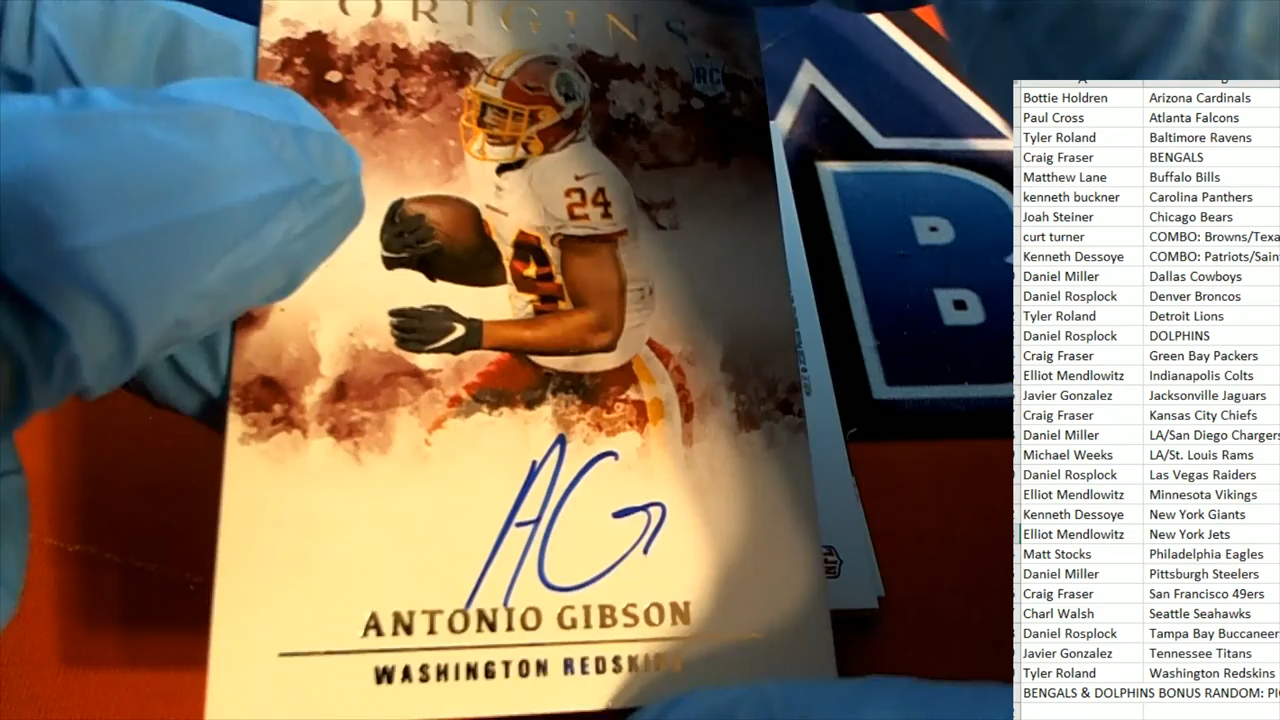 ORIGINS
RC
24
ANTONIO GIBSON
WASHINGTON REDSKINS
AG
B
Bottie Holdren Arizona Cardinals
Paul Cross Atlanta Falcons
Tyler Roland Baltimore Ravens
Craig Fraser BENGALS
Matthew Lane Buffalo Bills
kenneth buckner Carolina Panthers
Joah Steiner Chicago Bears
curt turner COMBO: Browns/Texa
Kenneth Dessoye COMBO: Patriots/Sain
Daniel Miller Dallas Cowboys
Daniel Rosplock Denver Broncos
Tyler Roland Detroit Lions
Daniel Rosplock DOLPHINS
Craig Fraser Green Bay Packers
Elliot Mendlowitz Indianapolis Colts
Javier Gonzalez Jacksonville Jaguars
Craig Fraser Kansas City Chiefs
Daniel Miller LA/San Diego Chargers
Michael Weeks LA/St. Louis Rams
Daniel Rosplock Las Vegas Raiders
Elliot Mendlowitz Minnesota Vikings
Kenneth Dessoye New York Giants
Elliot Mendlowitz New York Jets
Matt Stocks Philadelphia Eagles
Daniel Miller Pittsburgh Steelers
Craig Fraser San Francisco 49ers
Charl Walsh Seattle Seahawks
Daniel Rosplock Tampa Bay Buccaneer
Javier Gonzalez Tennessee Titans
Tyler Roland Washington Redskins
BENGALS & DOLPHINS BONUS RANDOM: PI